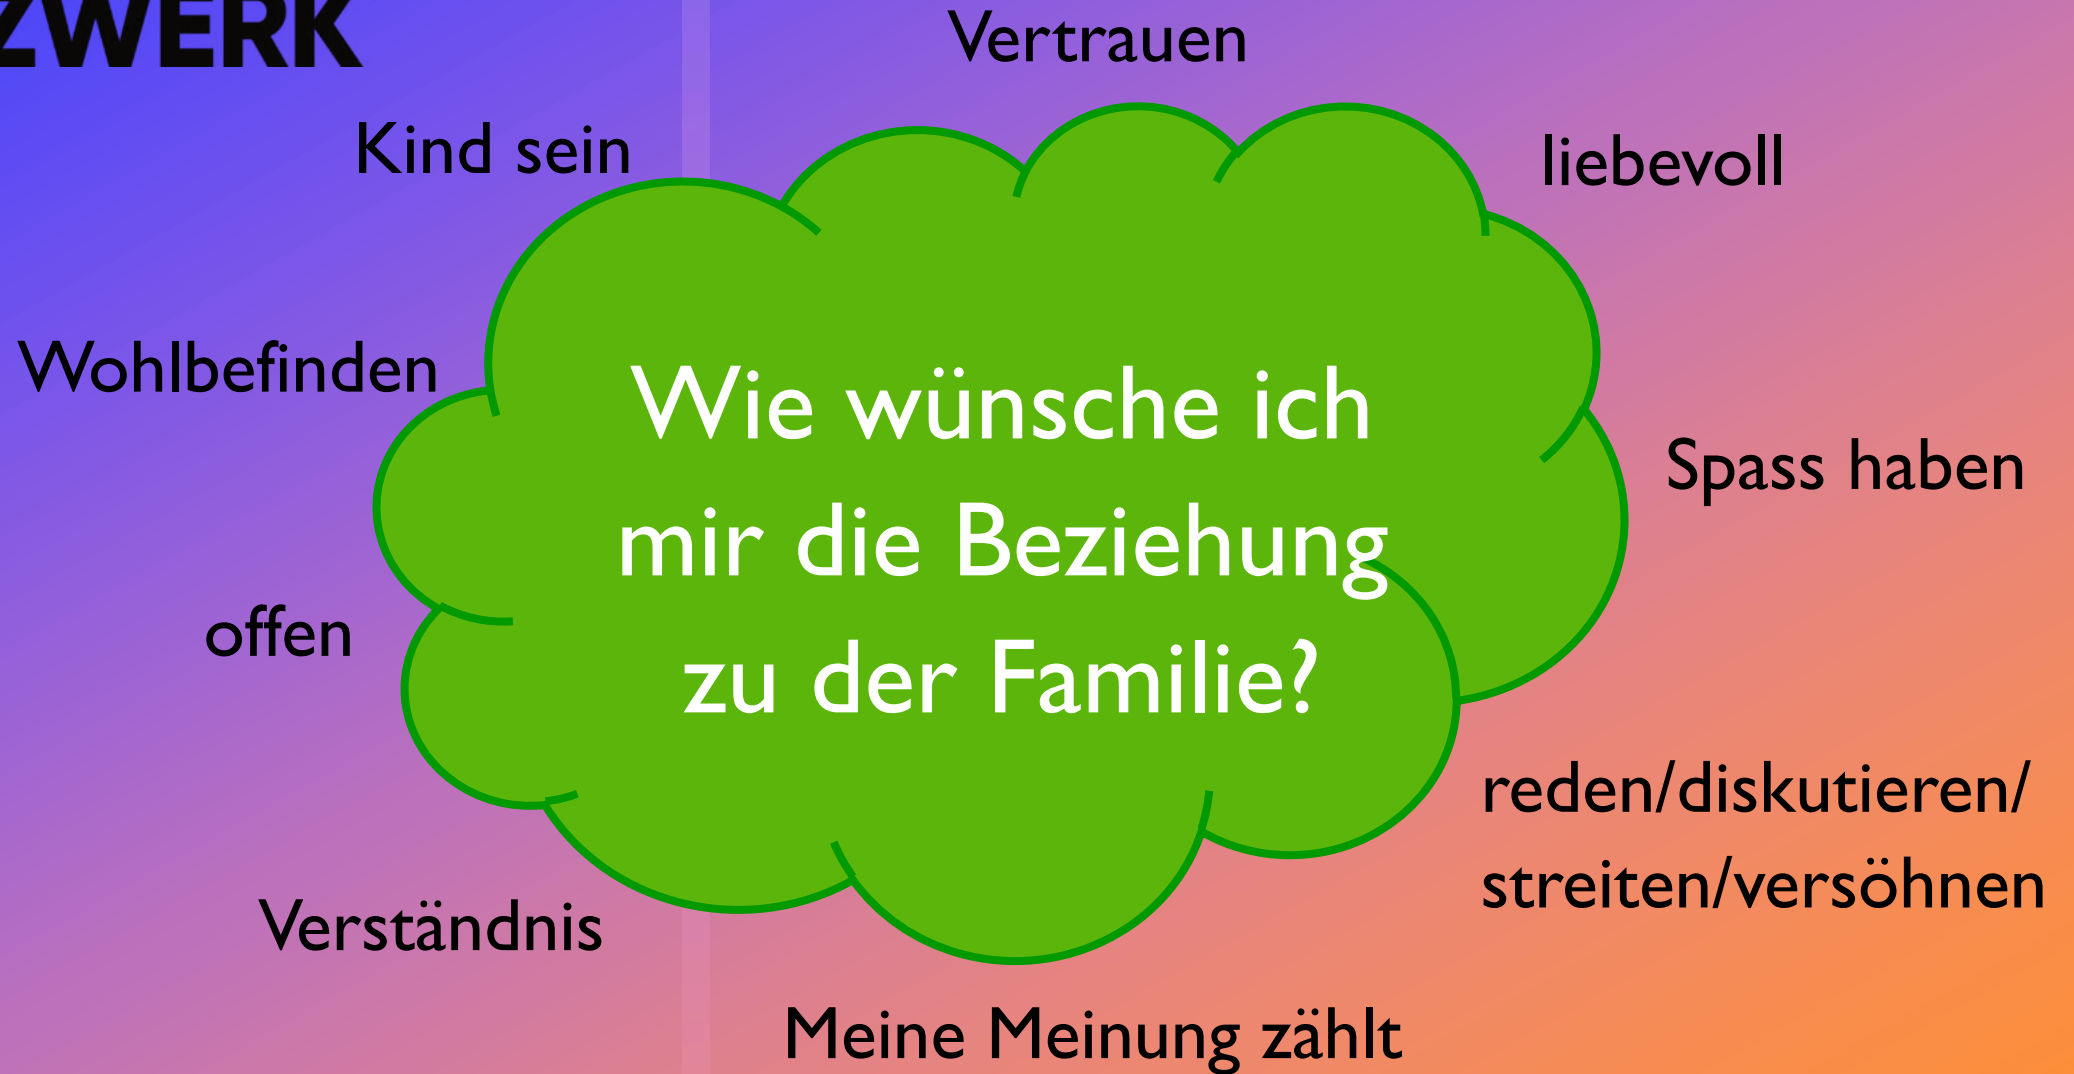 ZWERK
Vertrauen
Kind sein
liebevoll
Wohlbefinden
Wie wünsche ich
mir die Beziehung
zu der Familie?
Spass haben
offen
reden/diskutieren/
streiten/versöhnen
Verständnis
Meine Meinung zählt